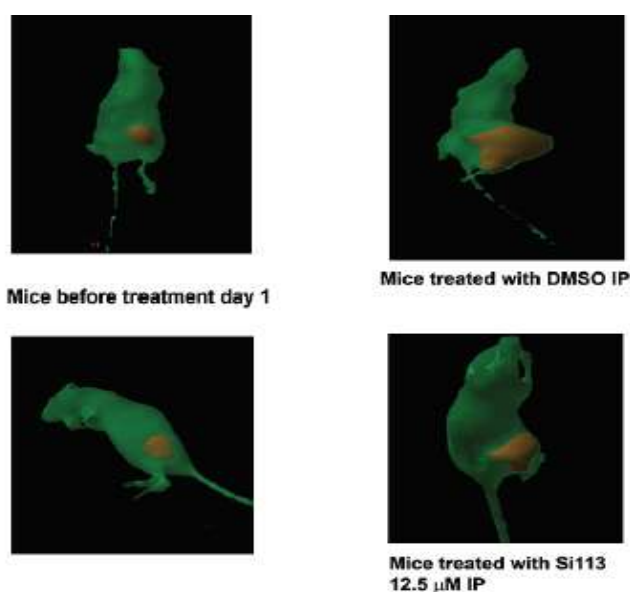 Mice before treatment day 1
Mice treated with DMSO IP
Mice treated with Si113
12.5 µM IP